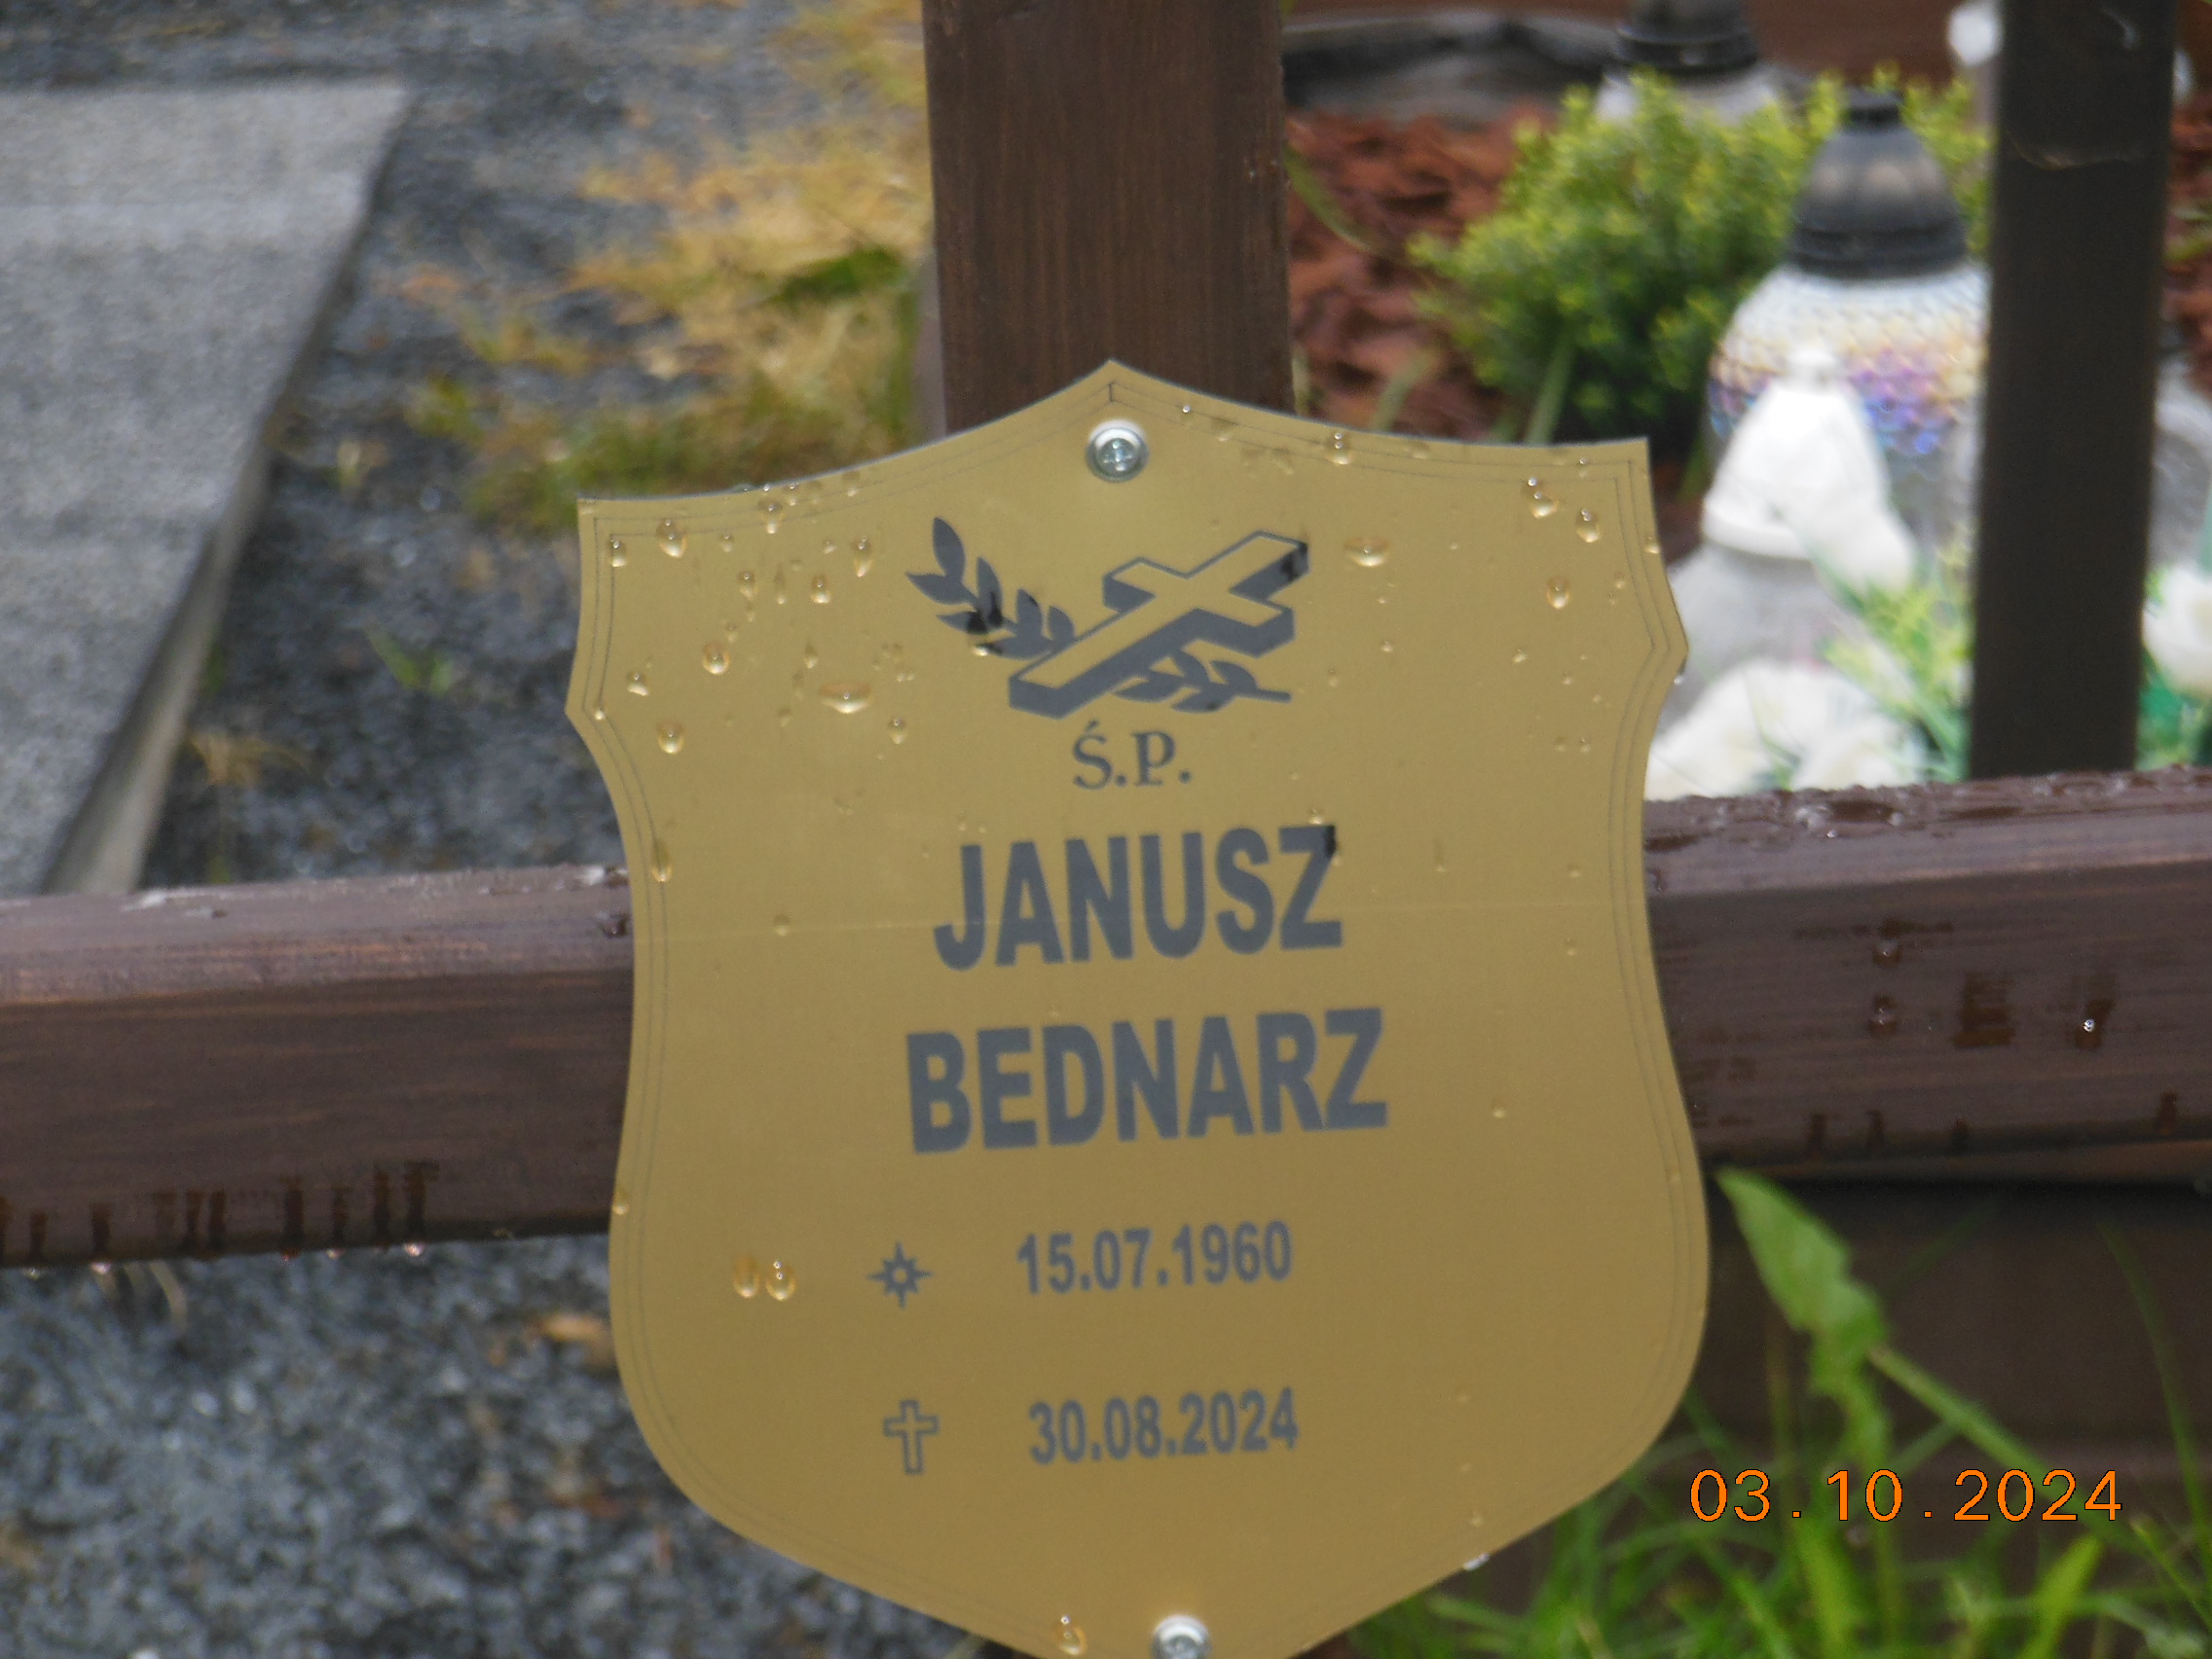 Ś.P.
JANUSZ
BEDNARZ
15.07.1960
30.08.2024
03.10.2024